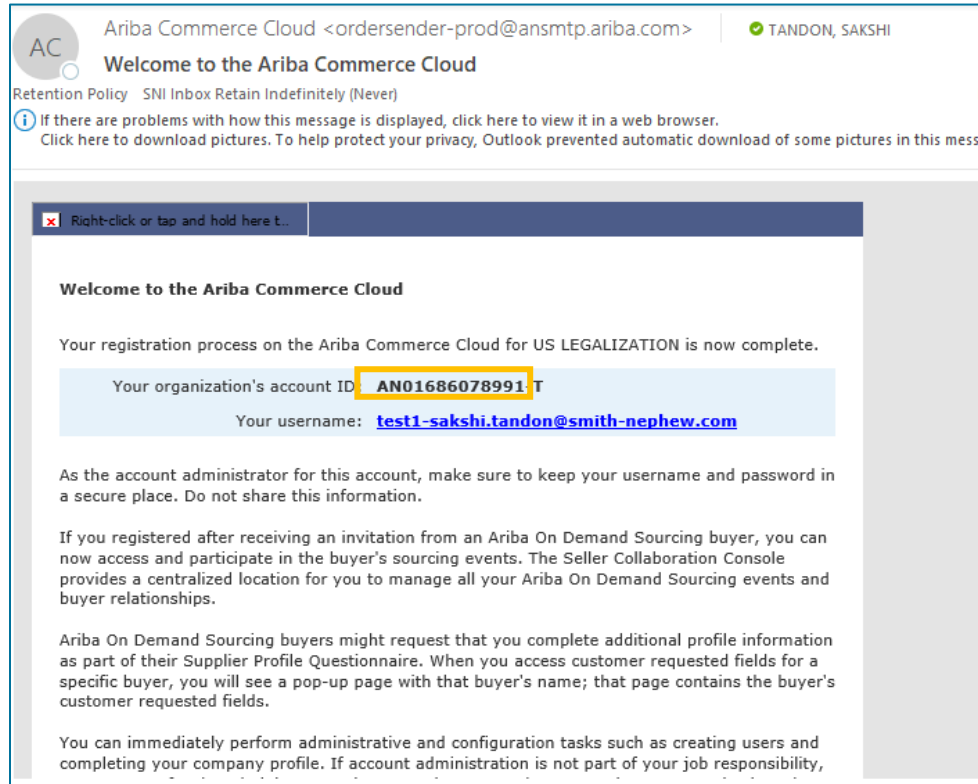 AC
Ariba Commerce Cloud <ordersender-prod@ansmtp.ariba.com>
TANDON, SAKSHI
Welcome to the Ariba Commerce Cloud
Retention Policy SNI Inbox Retain Indefinitely (Never)
If there are problems with how this message is displayed, click here to view it in a web browser.
Click here to download pictures. To help protect your privacy, Outlook prevented automatic download of some pictures in this mess
Right-click or tap and hold here t...
Welcome to the Ariba Commerce Cloud
Your registration process on the Ariba Commerce Cloud for US LEGALIZATION is now complete.
Your organization's account ID: AN01686078991-T
Your username: test1-sakshi.tandon@smith-nephew.com
As the account administrator for this account, make sure to keep your username and password in
a secure place. Do not share this information.
If you registered after receiving an invitation from an Ariba On Demand Sourcing buyer, you can
now access and participate in the buyer's sourcing events. The Seller Collaboration Console
provides a centralized location for you to manage all your Ariba On Demand Sourcing events and
buyer relationships.
Ariba On Demand Sourcing buyers might request that you complete additional profile information
as part of their Supplier Profile Questionnaire. When you access customer requested fields for a
specific buyer, you will see a pop-up page with that buyer's name; that page contains the buyer's
customer requested fields.
You can immediately perform administrative and configuration tasks such as creating users and
completing your company profile. If account administration is not part of your job responsibility,